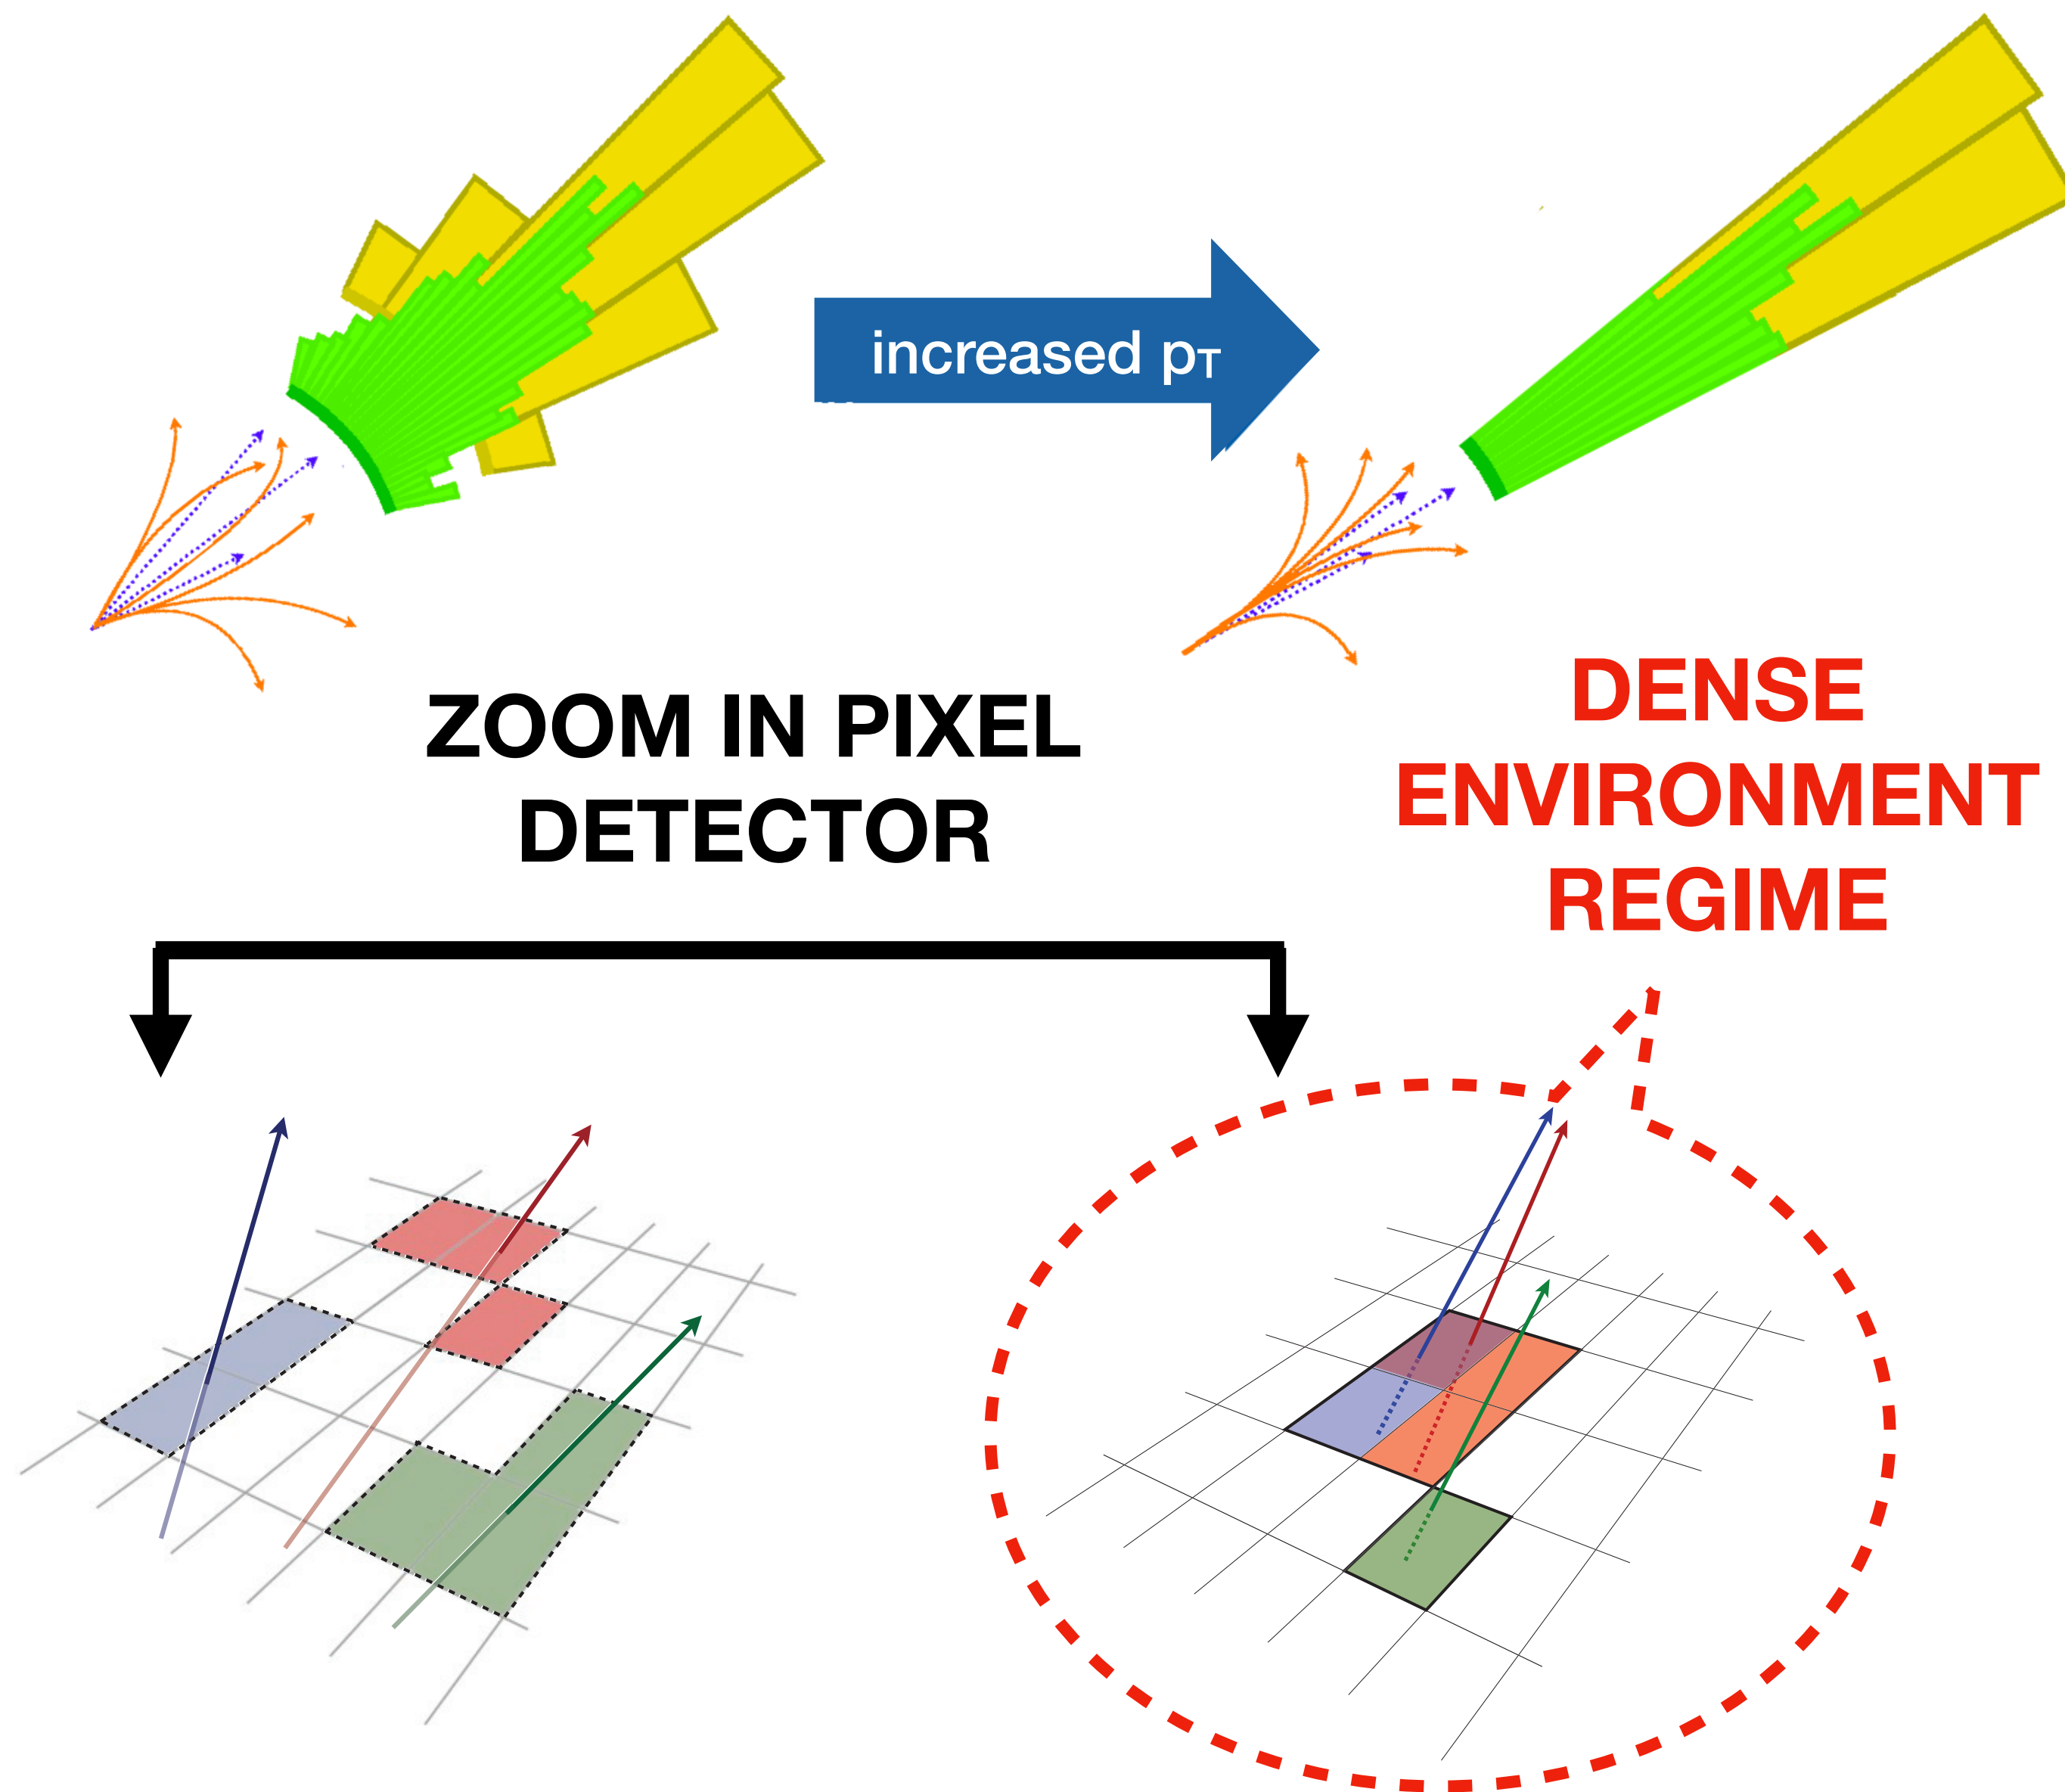 increased pT
ZOOM IN PIXEL
DETECTOR
DENSE
ENVIRONMENT
REGIME